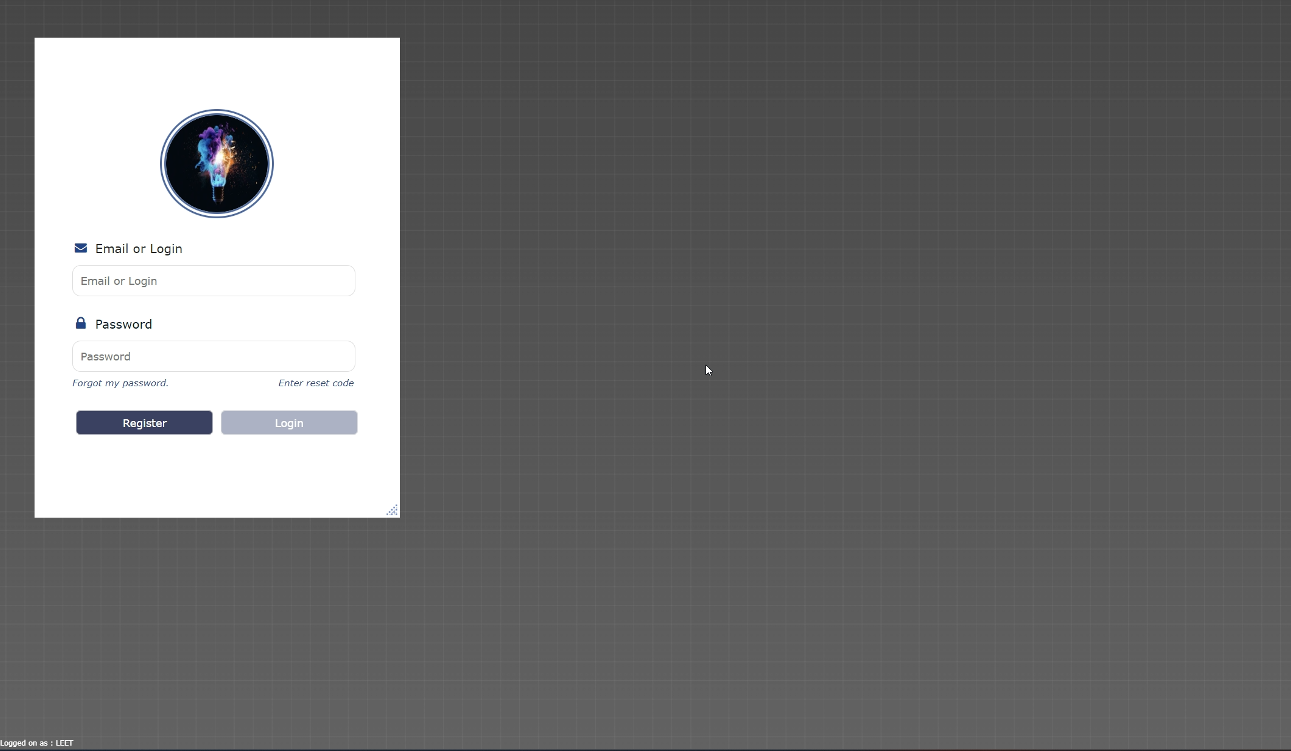 Email or Login
Email or Login
Password
Password
Forgot my password. Enter reset code
Register Login
Logged on as : LEET